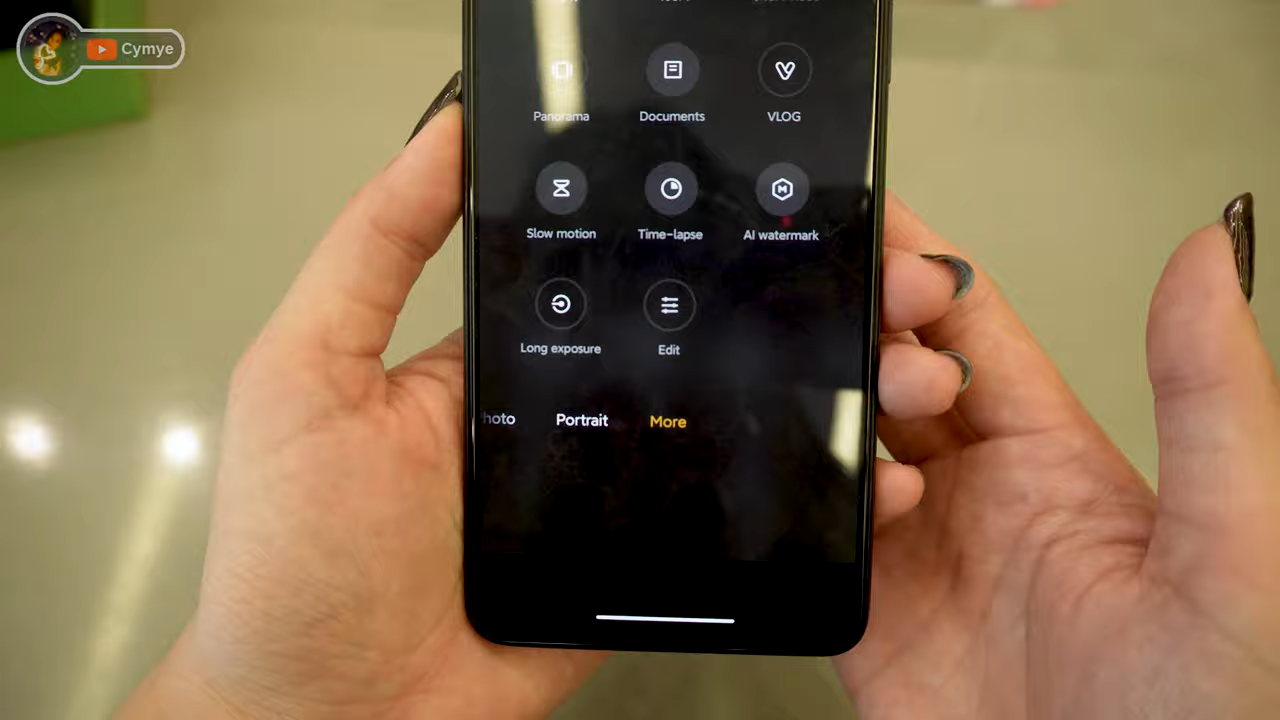 Cymye
Panorama
Documents
VLOG
Slow motion
Time-lapse
AI watermark
Long exposure
Edit
hoto
Portrait
More